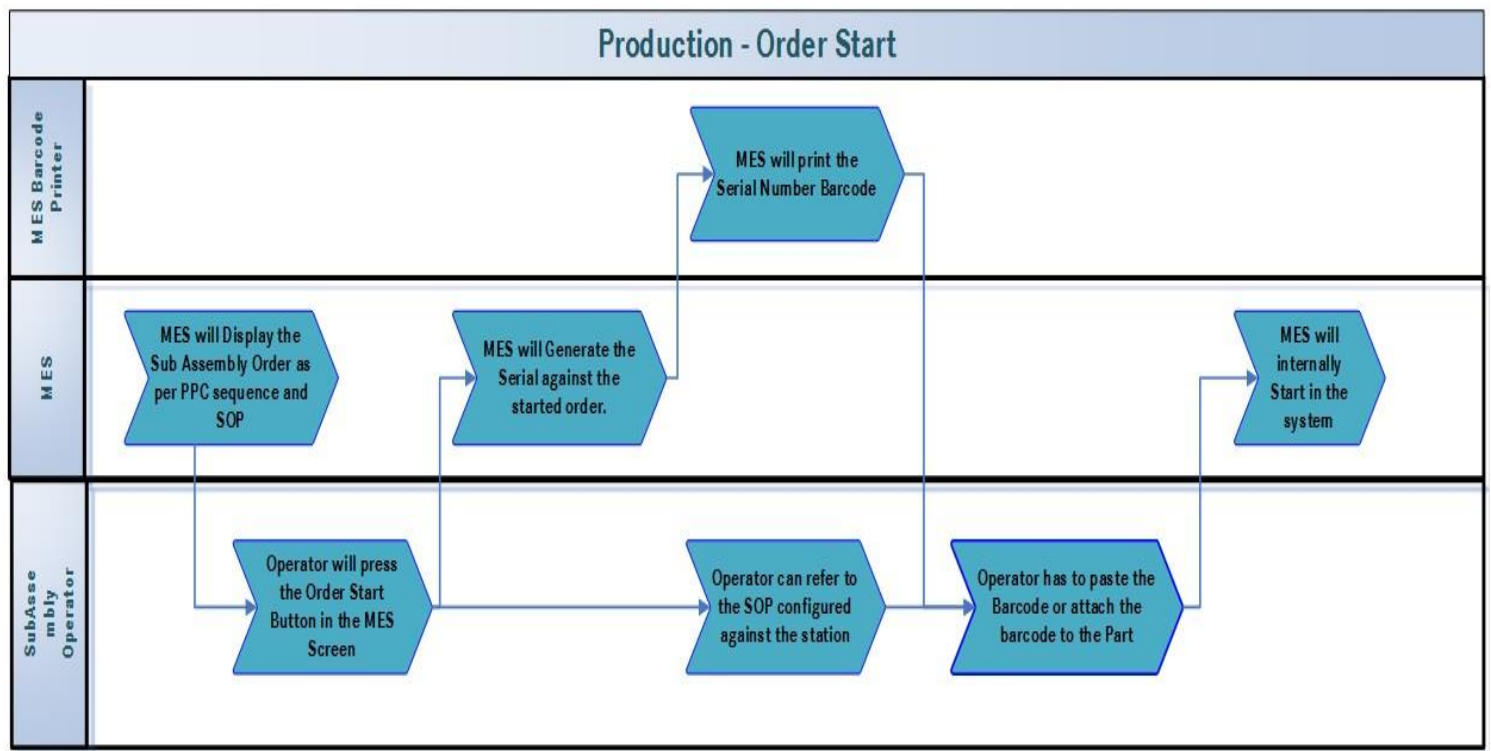 Production - Order Start
MES Barcode
Printer
MES will print the
Serial Number Barcode
MES
MES will Display the
Sub Assembly Order as
per PPC sequence and
SOP
MES will Generate the
Serial against the
started order.
MES will
internally
Start in the
system
SubAsse
mbly
Operator
Operator will press
the Order Start
Button in the MES
Screen
Operator can refer to
the SOP configured
against the station
Operator has to paste the
Barcode or attach the
barcode to the Part